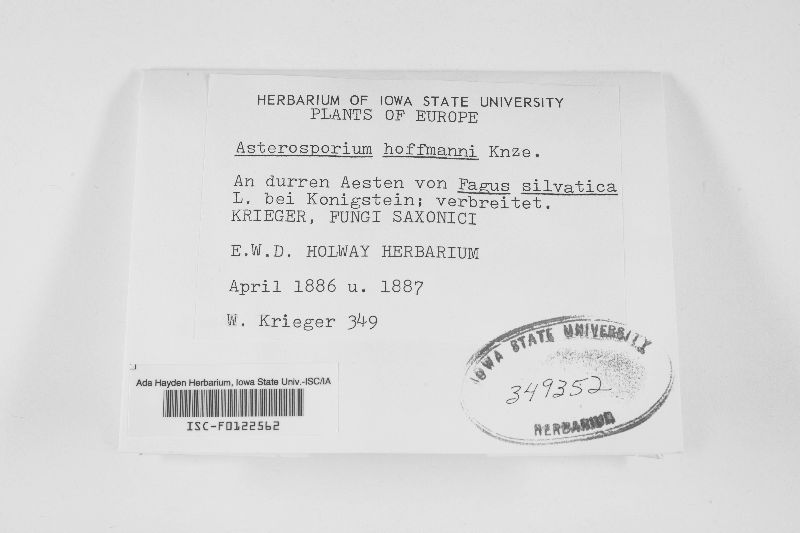 HERBARIUM OF IOWA STATE UNIVERSITY
PLANTS OF EUROPE
Asterosporium hoffmanni Knze.
An durren Aesten von Fagus silvatica
L. bei Konigstein; verbreitet.
KRIEGER, FUNGI SAXONICI
E.W.D. HOLWAY HERBARIUM
April 1886 u. 1887
W. Krieger 349
IOWA STATE UNIVERSITY
349352
HERBARIUM
Ada Hayden Herbarium, Iowa State Univ.-ISC/IA
ISC-F0122562